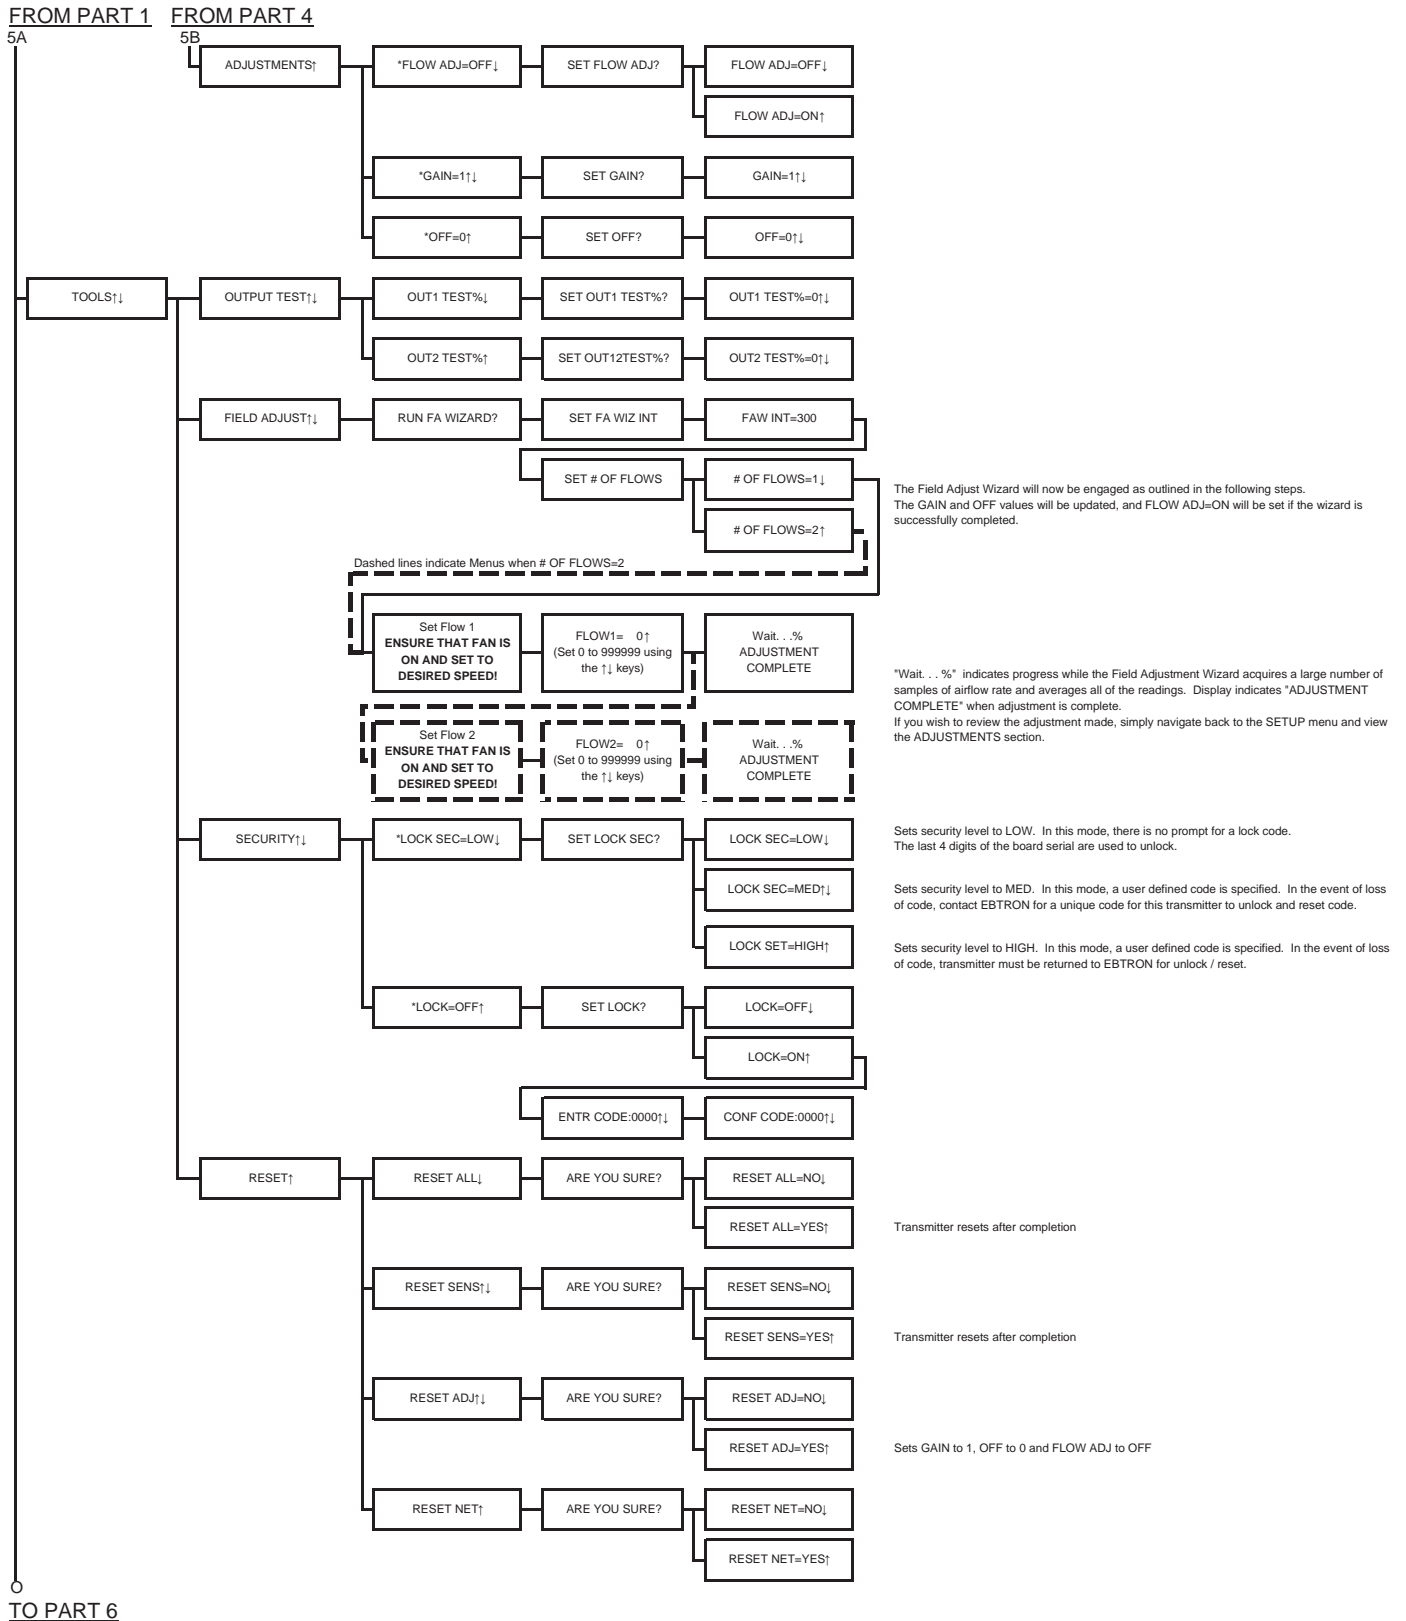 FROM PART 1 FROM PART 4
5A 5B
ADJUSTMENTS↑ *FLOW ADJ=OFF↓ SET FLOW ADJ? FLOW ADJ=OFF↓
FLOW ADJ=ON↑
*GAIN=1↑↓ SET GAIN? GAIN=1↑↓
*OFF=0↑ SET OFF? OFF=0↑↓
TOOLS↑↓ OUTPUT TEST↑↓ OUT1 TEST%↓ SET OUT1 TEST%? OUT1 TEST%=0↑↓
OUT2 TEST%↑ SET OUT12TEST%? OUT2 TEST%=0↑↓
FIELD ADJUST↑↓ RUN FA WIZARD? SET FA WIZ INT FAW INT=300
SET # OF FLOWS # OF FLOWS=1↓
# OF FLOWS=2↑
The Field Adjust Wizard will now be engaged as outlined in the following steps.
The GAIN and OFF values will be updated, and FLOW ADJ=ON will be set if the wizard is
successfully completed.
Dashed lines indicate Menus when # OF FLOWS=2
Set Flow 1
ENSURE THAT FAN IS
ON AND SET TO
DESIRED SPEED!
FLOW1= 0↑
(Set 0 to 999999 using
the ↑↓ keys)
Wait. . .%
ADJUSTMENT
COMPLETE
"Wait. . . %" indicates progress while the Field Adjustment Wizard acquires a large number of
samples of airflow rate and averages all of the readings. Display indicates "ADJUSTMENT
COMPLETE" when adjustment is complete.
If you wish to review the adjustment made, simply navigate back to the SETUP menu and view
the ADJUSTMENTS section.
Set Flow 2
ENSURE THAT FAN IS
ON AND SET TO
DESIRED SPEED!
FLOW2= 0↑
(Set 0 to 999999 using
the ↑↓ keys)
Wait. . .%
ADJUSTMENT
COMPLETE
SECURITY↑↓ *LOCK SEC=LOW↓ SET LOCK SEC? LOCK SEC=LOW↓
Sets security level to LOW. In this mode, there is no prompt for a lock code.
The last 4 digits of the board serial are used to unlock.
LOCK SEC=MED↑↓
Sets security level to MED. In this mode, a user defined code is specified. In the event of loss
of code, contact EBTRON for a unique code for this transmitter to unlock and reset code.
LOCK SET=HIGH↑
Sets security level to HIGH. In this mode, a user defined code is specified. In the event of loss
of code, transmitter must be returned to EBTRON for unlock / reset.
*LOCK=OFF↑ SET LOCK? LOCK=OFF↓
LOCK=ON↑
ENTR CODE:0000↑↓ CONF CODE:0000↑↓
RESET↑ RESET ALL↓ ARE YOU SURE? RESET ALL=NO↓
RESET ALL=YES↑ Transmitter resets after completion
RESET SENS↑↓ ARE YOU SURE? RESET SENS=NO↓
RESET SENS=YES↑ Transmitter resets after completion
RESET ADJ↑↓ ARE YOU SURE? RESET ADJ=NO↓
RESET ADJ=YES↑ Sets GAIN to 1, OFF to 0 and FLOW ADJ to OFF
RESET NET↑ ARE YOU SURE? RESET NET=NO↓
RESET NET=YES↑
O
TO PART 6